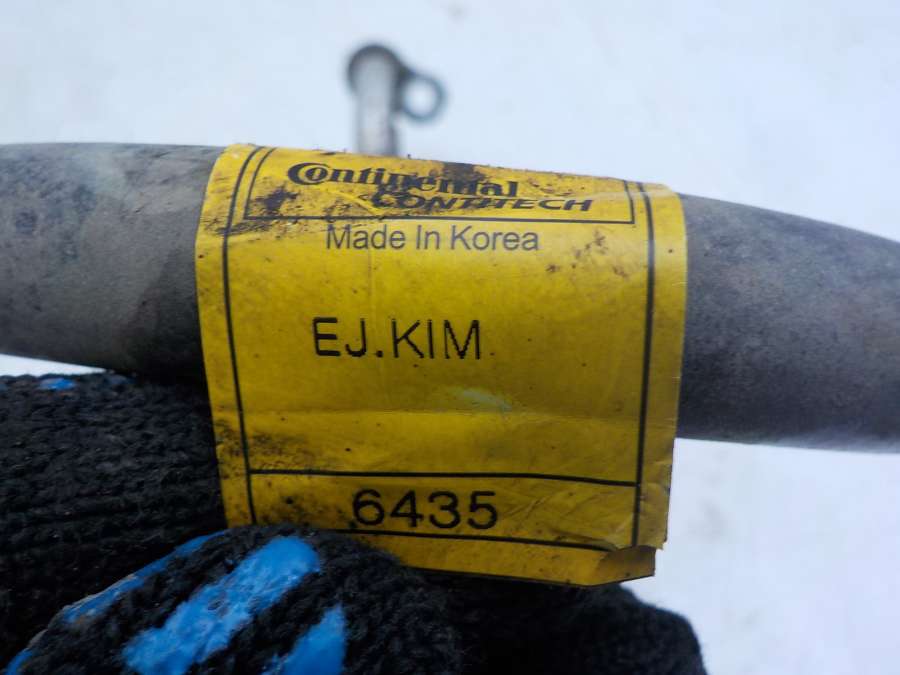 Continental
CONTITECH
Made In Korea
EJ.KIM
6435